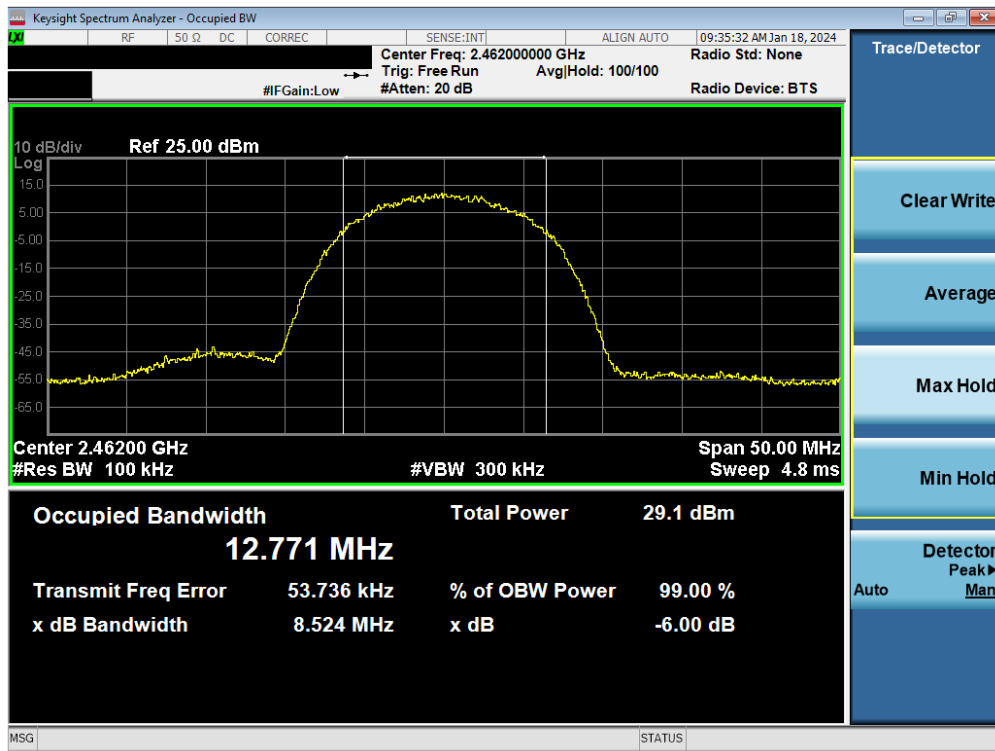 Keysight Spectrum Analyzer - Occupied BW
LXI RF 50 Ω DC CORREC SENSE:INT ALIGN AUTO 09:35:32 AM Jan 18, 2024
Center Freq: 2.462000000 GHz Radio Std: None
Trig: Free Run Avg|Hold: 100/100
#IFGain:Low #Atten: 20 dB Radio Device: BTS
10 dB/div Ref 25.00 dBm
Log
15.0
5.00
-5.00
-15.0
-25.0
-35.0
-45.0
-55.0
-65.0
Center 2.46200 GHz Span 50.00 MHz
#Res BW 100 kHz #VBW 300 kHz Sweep 4.8 ms
Occupied Bandwidth Total Power 29.1 dBm
12.771 MHz
Transmit Freq Error 53.736 kHz % of OBW Power 99.00 %
x dB Bandwidth 8.524 MHz x dB -6.00 dB
Trace/Detector
Clear Write
Average
Max Hold
Min Hold
Detector
Peak▶
Auto Man
MSG STATUS